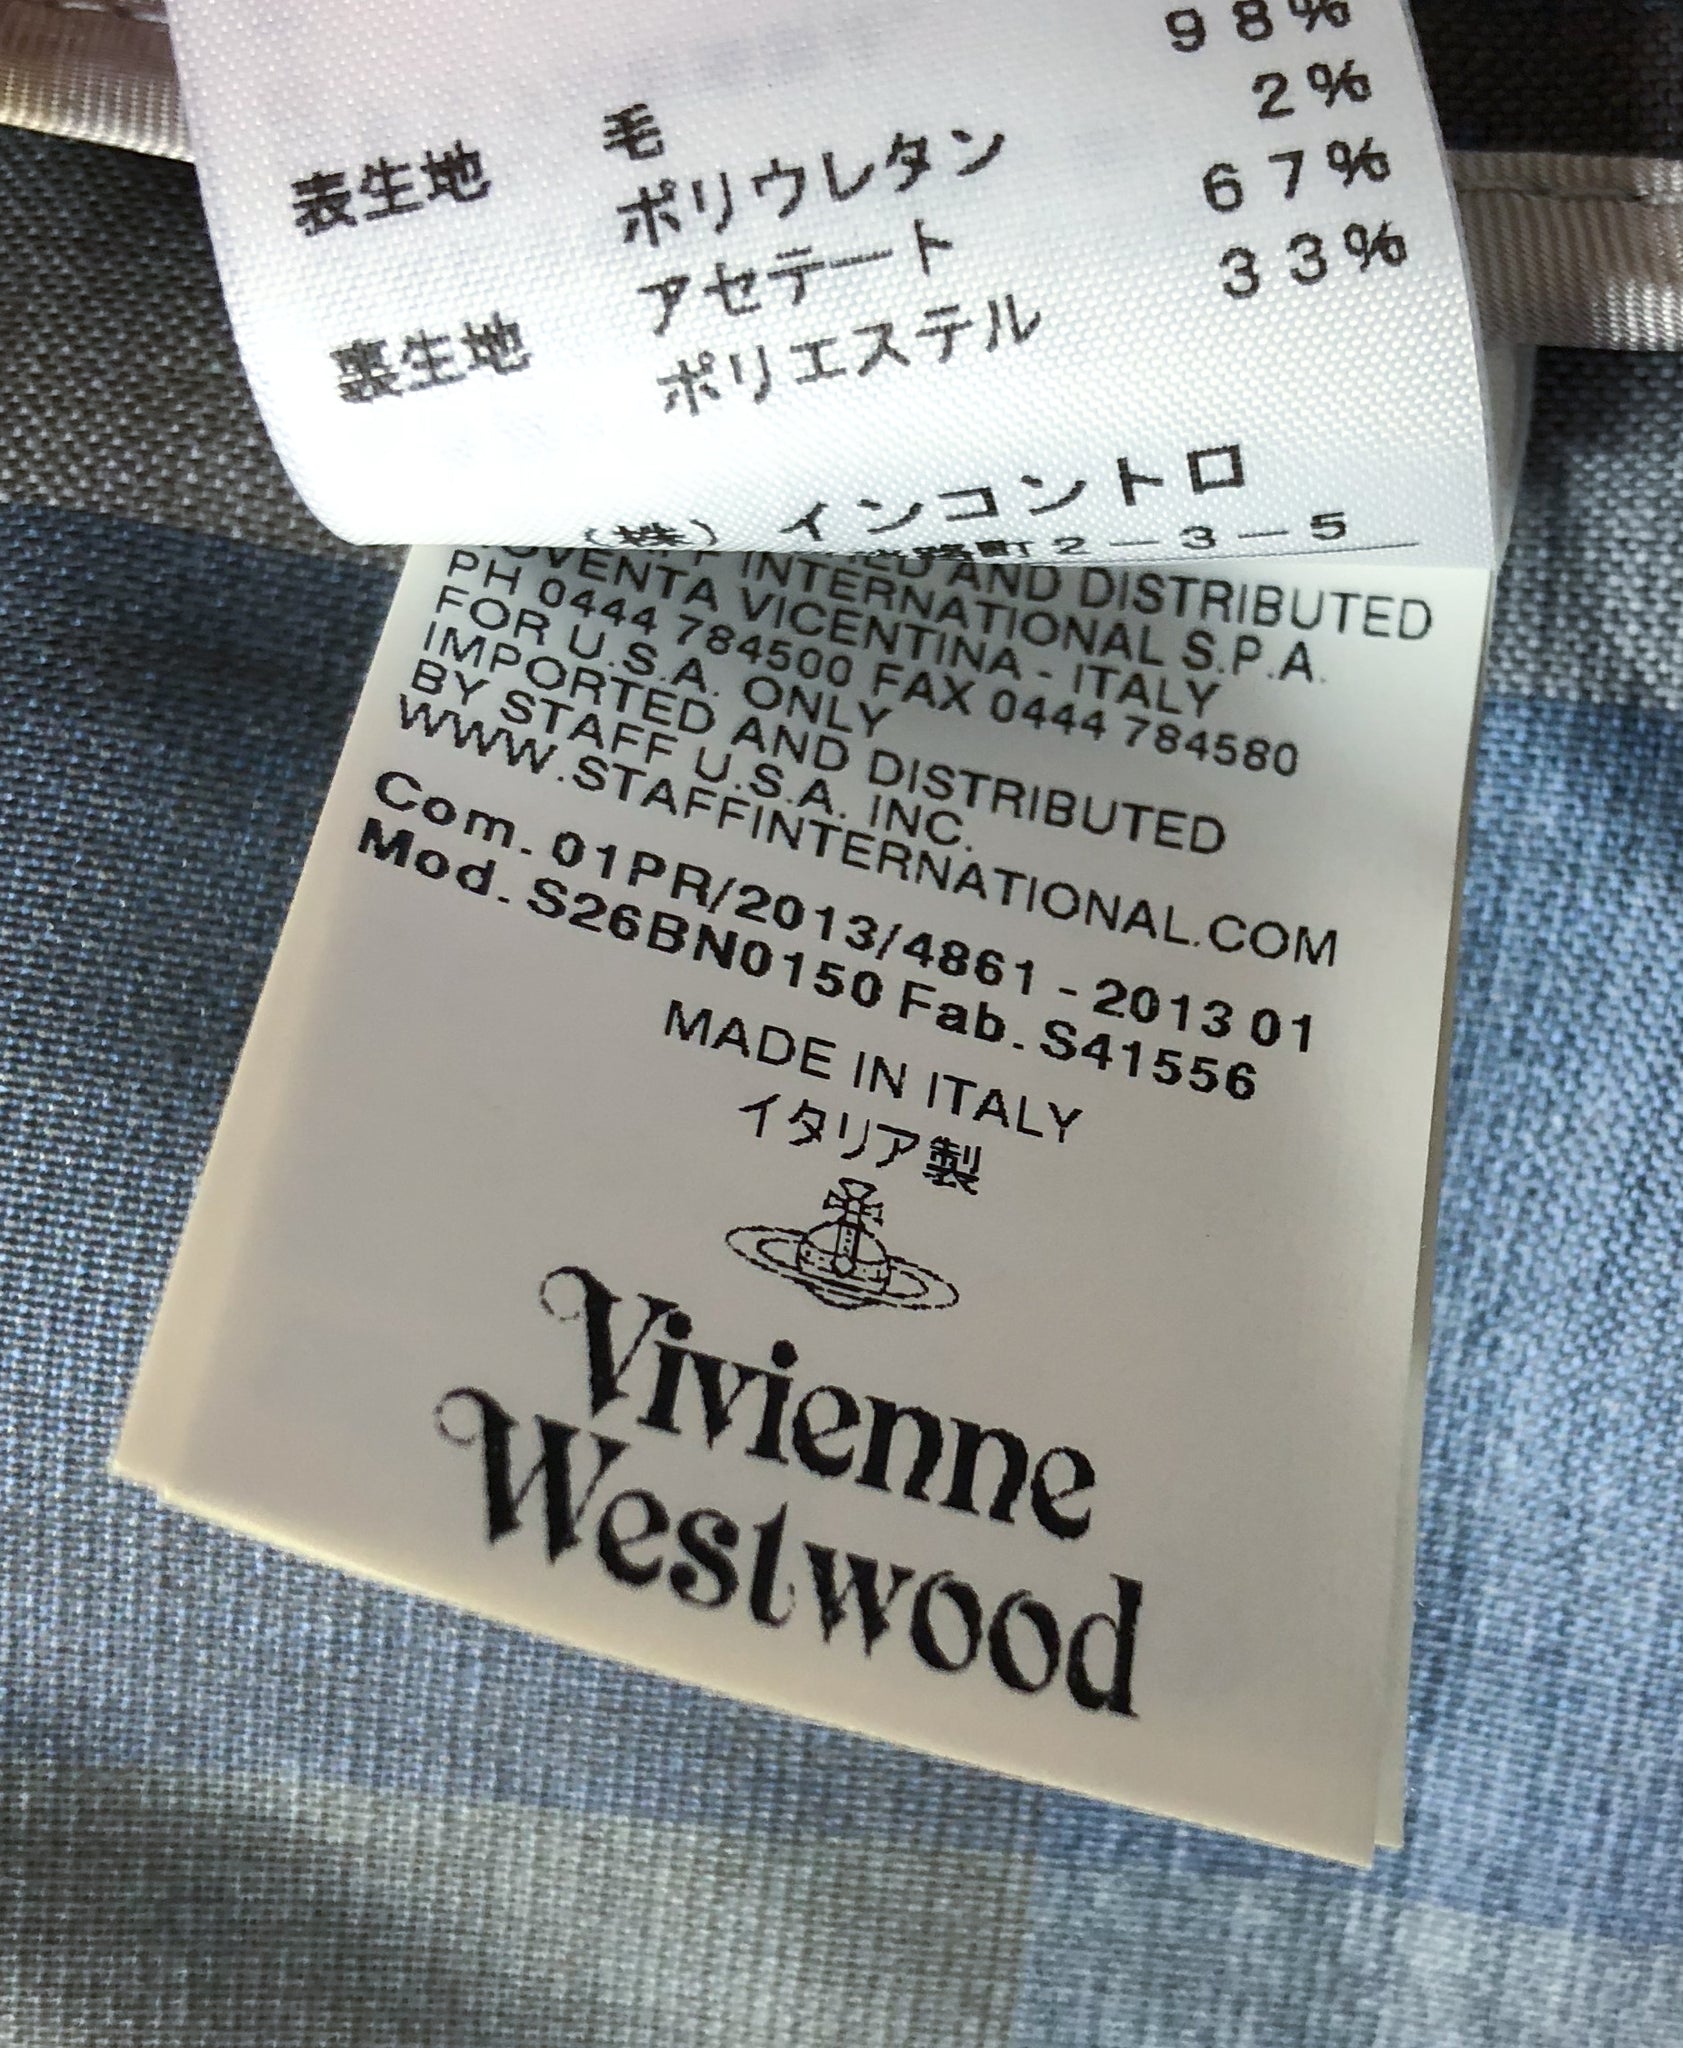 表生地 毛 98%
ポリウレタン 2%
裏生地 アセテート 67%
ポリエステル 33%
(株) インコントロ
2-3-5
AND DISTRIBUTED
INTERNATIONAL S.P.A.
VICENTINA - ITALY
PH 0444 784500 FAX 0444 784580
FOR U.S.A. ONLY
IMPORTED AND DISTRIBUTED
BY STAFF U.S.A. INC.
WWW.STAFFINTERNATIONAL.COM
Com. 01PR/2013/4861 - 2013 01
Mod. S26BN0150 Fab. S41556
MADE IN ITALY
イタリア製
Vivienne
Westwood